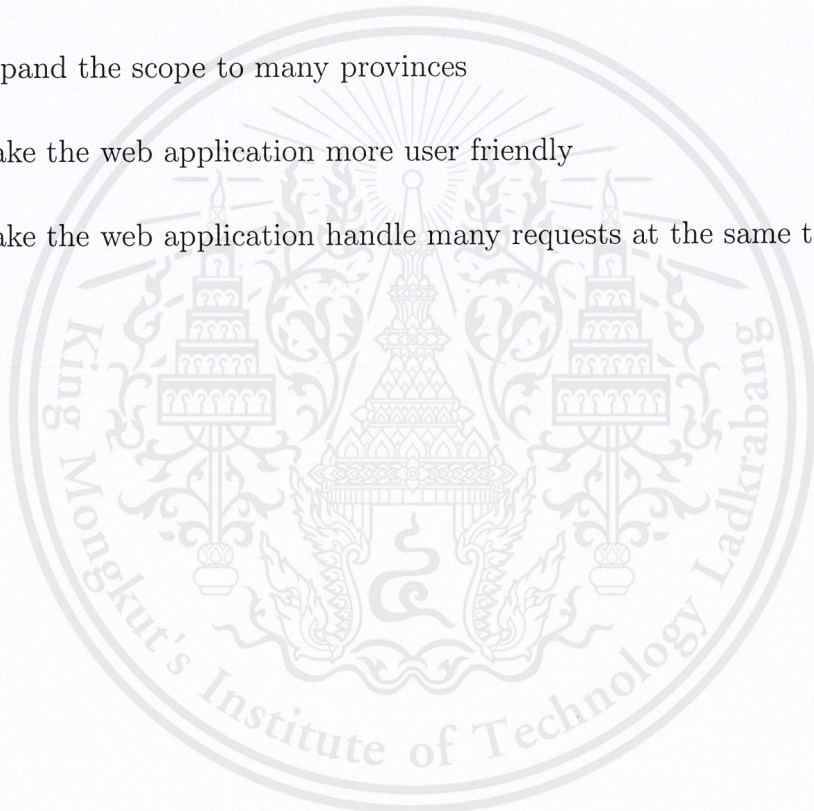 pand the scope to many provinces
ake the web application more user friendly
ake the web application handle many requests at the same t
King Mongkut's Institute of Technology Ladkrabang